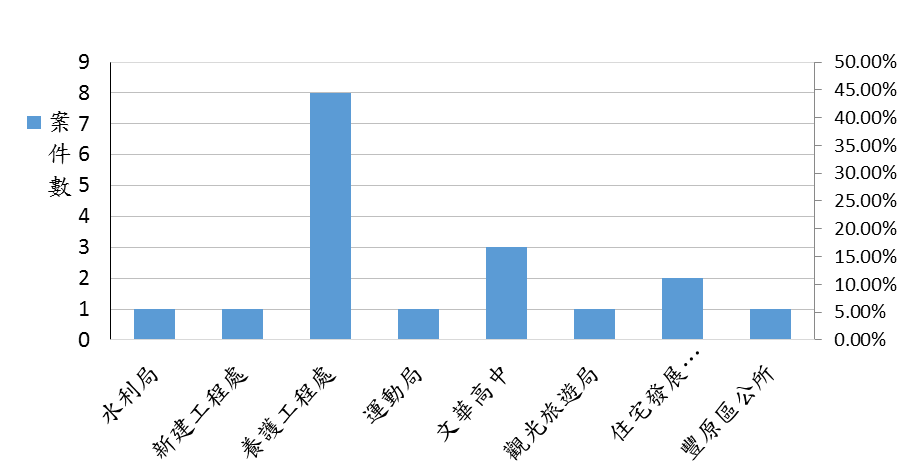 案件數
9
8
7
6
5
4
3
2
1
0
50.00%
45.00%
40.00%
35.00%
30.00%
25.00%
20.00%
15.00%
10.00%
5.00%
0.00%
水利局
新建工程處
養護工程處
運動局
文華高中
觀光旅遊局
住宅發展…
豐原區公所